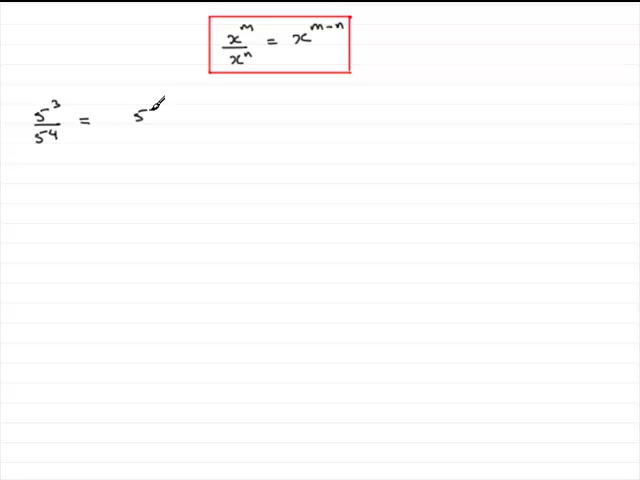 x^m / x^n = x^(m-n)
5^3 / 5^4 = 5